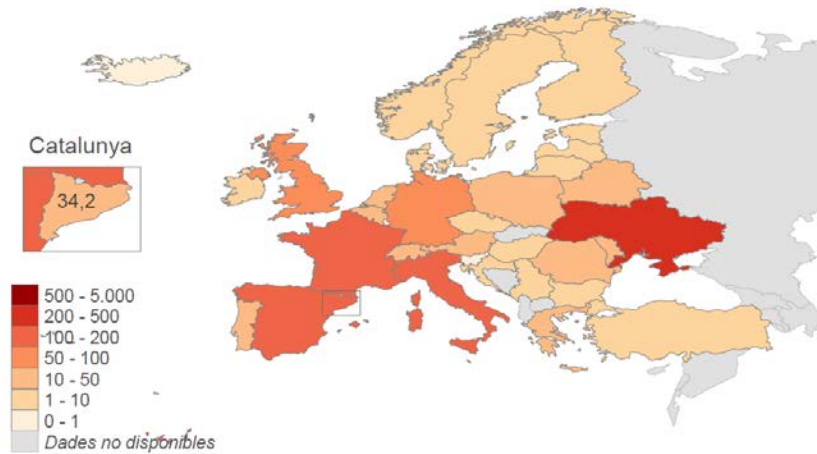 Catalunya
34,2
500 - 5.000
200 - 500
100 - 200
50 - 100
10 - 50
1 - 10
0 - 1
Dades no disponibles